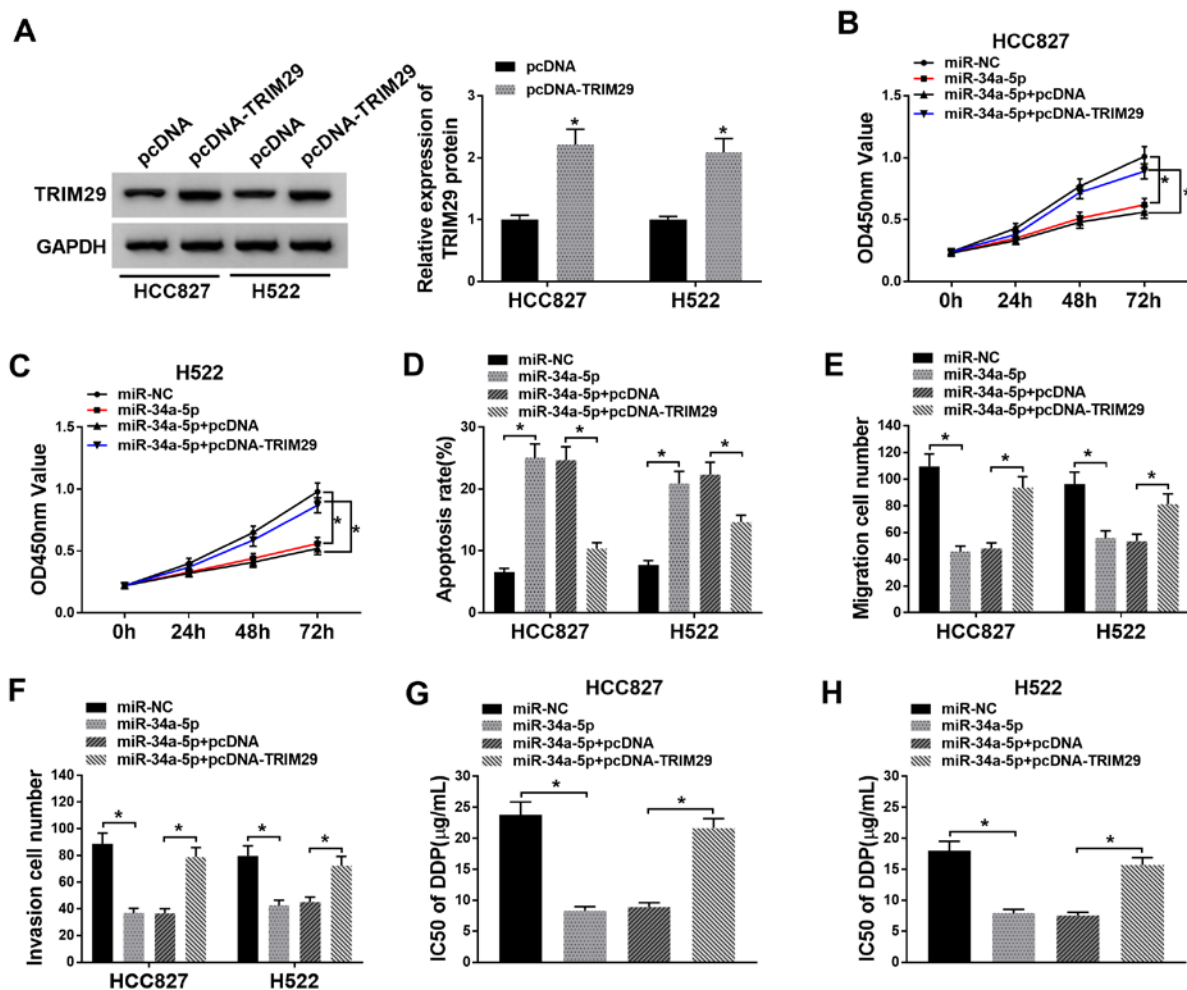 A
pcDNA
pcDNA-TRIM29
pcDNA
pcDNA-TRIM29
TRIM29
GAPDH
HCC827
H522
pcDNA
pcDNA-TRIM29
Relative expression of
TRIM29 protein
3
2
1
0
*
*
HCC827
H522
B
HCC827
miR-NC
miR-34a-5p
miR-34a-5p+pcDNA
miR-34a-5p+pcDNA-TRIM29
OD450nm Value
1.5
1.0
0.5
0.0
*
*
0h 24h 48h 72h
C
H522
miR-NC
miR-34a-5p
miR-34a-5p+pcDNA
miR-34a-5p+pcDNA-TRIM29
OD450nm Value
1.5
1.0
0.5
0.0
*
*
0h 24h 48h 72h
D
miR-NC
miR-34a-5p
miR-34a-5p+pcDNA
miR-34a-5p+pcDNA-TRIM29
Apoptosis rate(%)
30
20
10
0
* * * *
HCC827 H522
E
miR-NC
miR-34a-5p
miR-34a-5p+pcDNA
miR-34a-5p+pcDNA-TRIM29
Migration cell number
140
120
100
80
60
40
20
0
* * * *
HCC827 H522
F
miR-NC
miR-34a-5p
miR-34a-5p+pcDNA
miR-34a-5p+pcDNA-TRIM29
Invasion cell number
140
120
100
80
60
40
20
0
* * * *
HCC827 H522
G
HCC827
miR-NC
miR-34a-5p
miR-34a-5p+pcDNA
miR-34a-5p+pcDNA-TRIM29
IC50 of DDP(μg/mL)
30
25
20
15
10
5
0
* *
H
H522
miR-NC
miR-34a-5p
miR-34a-5p+pcDNA
miR-34a-5p+pcDNA-TRIM29
IC50 of DDP(μg/mL)
30
25
20
15
10
5
0
* *